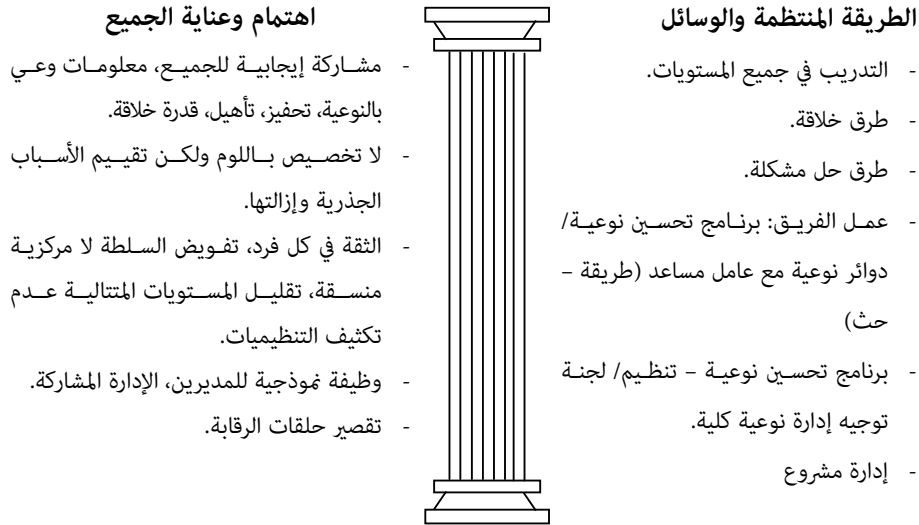 الطريقة المنتظمة والوسائل
- التدريب في جميع المستويات.
- طرق خلاقة.
- طرق حل مشكلة.
- عمل الفريق: برنامج تحسين نوعية/
دوائر نوعية مع عامل مساعد (طريقة –
حث)
- برنامج تحسين نوعية – تنظيم/ لجنة
توجيه إدارة نوعية كلية.
- إدارة مشروع
اهتمام وعناية الجميع
- مشاركة إيجابية للجميع، معلومات وعي
بالنوعية، تحفيز، تأهيل، قدرة خلاقة.
- لا تخصيص باللوم ولكن تقييم الأسباب
الجذرية وإزالتها.
- الثقة في كل فرد، تفويض السلطة لا مركزية
منسقة، تقليل المستويات المتتالية عدم
تكثيف التنظيميات.
- وظيفة نموذجية للمديرين، الإدارة المشاركة.
- تقصير حلقات الرقابة.